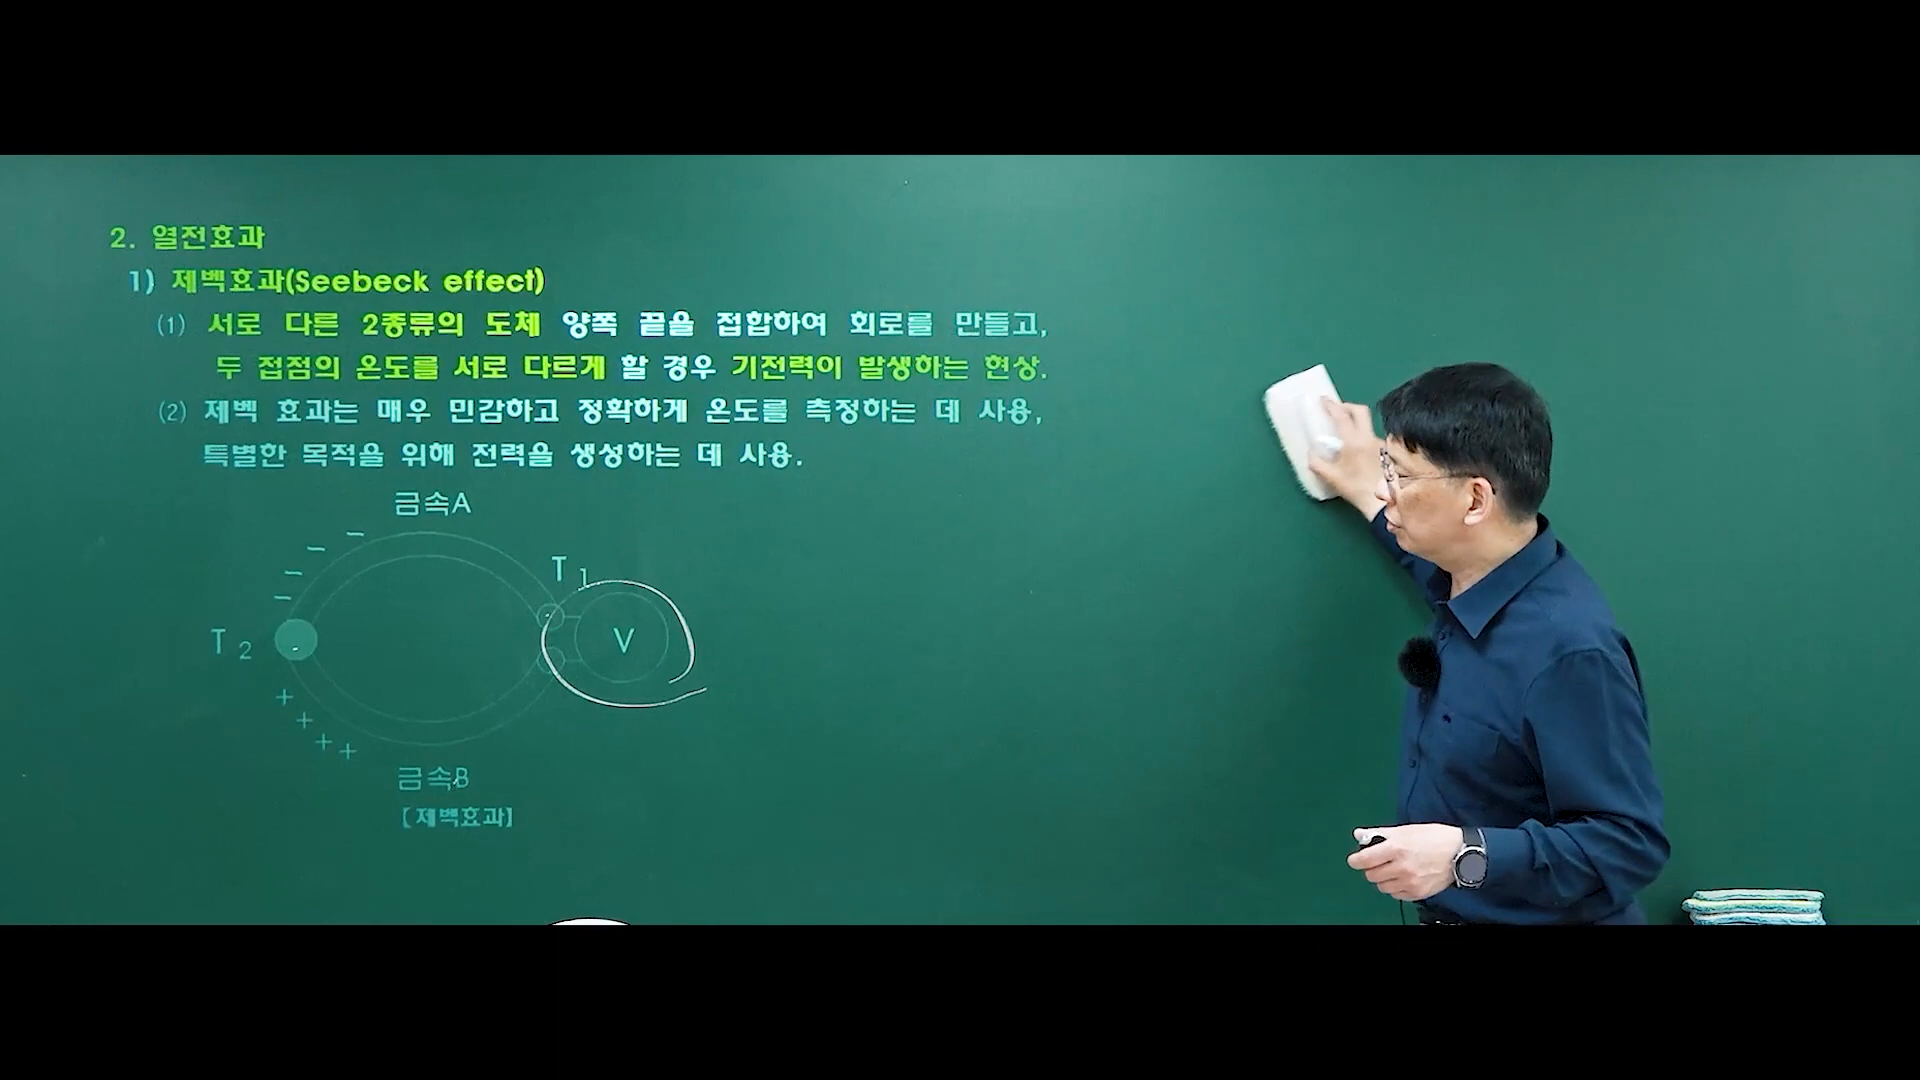 2. 열전효과
1) 제벡효과(Seebeck effect)
(1) 서로 다른 2종류의 도체 양쪽 끝을 접합하여 회로를 만들고,
두 접점의 온도를 서로 다르게 할 경우 기전력이 발생하는 현상.
(2) 제벡 효과는 매우 민감하고 정확하게 온도를 측정하는 데 사용,
특별한 목적을 위해 전력을 생성하는 데 사용.
금속A
T 1
V
T 2
금속B
【제벡효과】